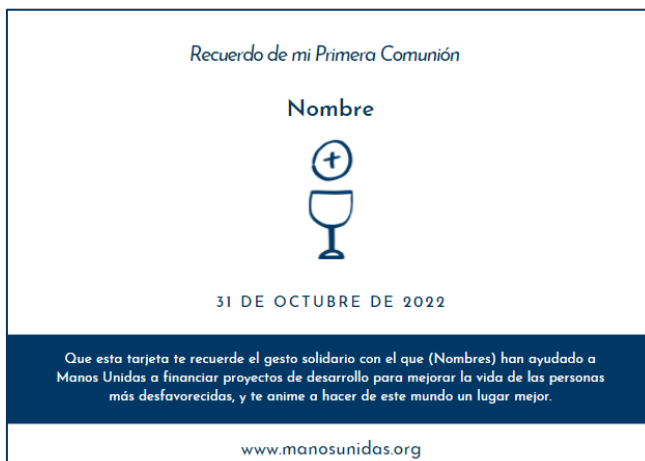 Recuerdo de mi Primera Comunión
Nombre
31 DE OCTUBRE DE 2022
Que esta tarjeta te recuerde el gesto solidario con el que (Nombres) han ayudado a
Manos Unidas a financiar proyectos de desarrollo para mejorar la vida de las personas
más desfavorecidas, y te anime a hacer de este mundo un lugar mejor.
www.manosunidas.org